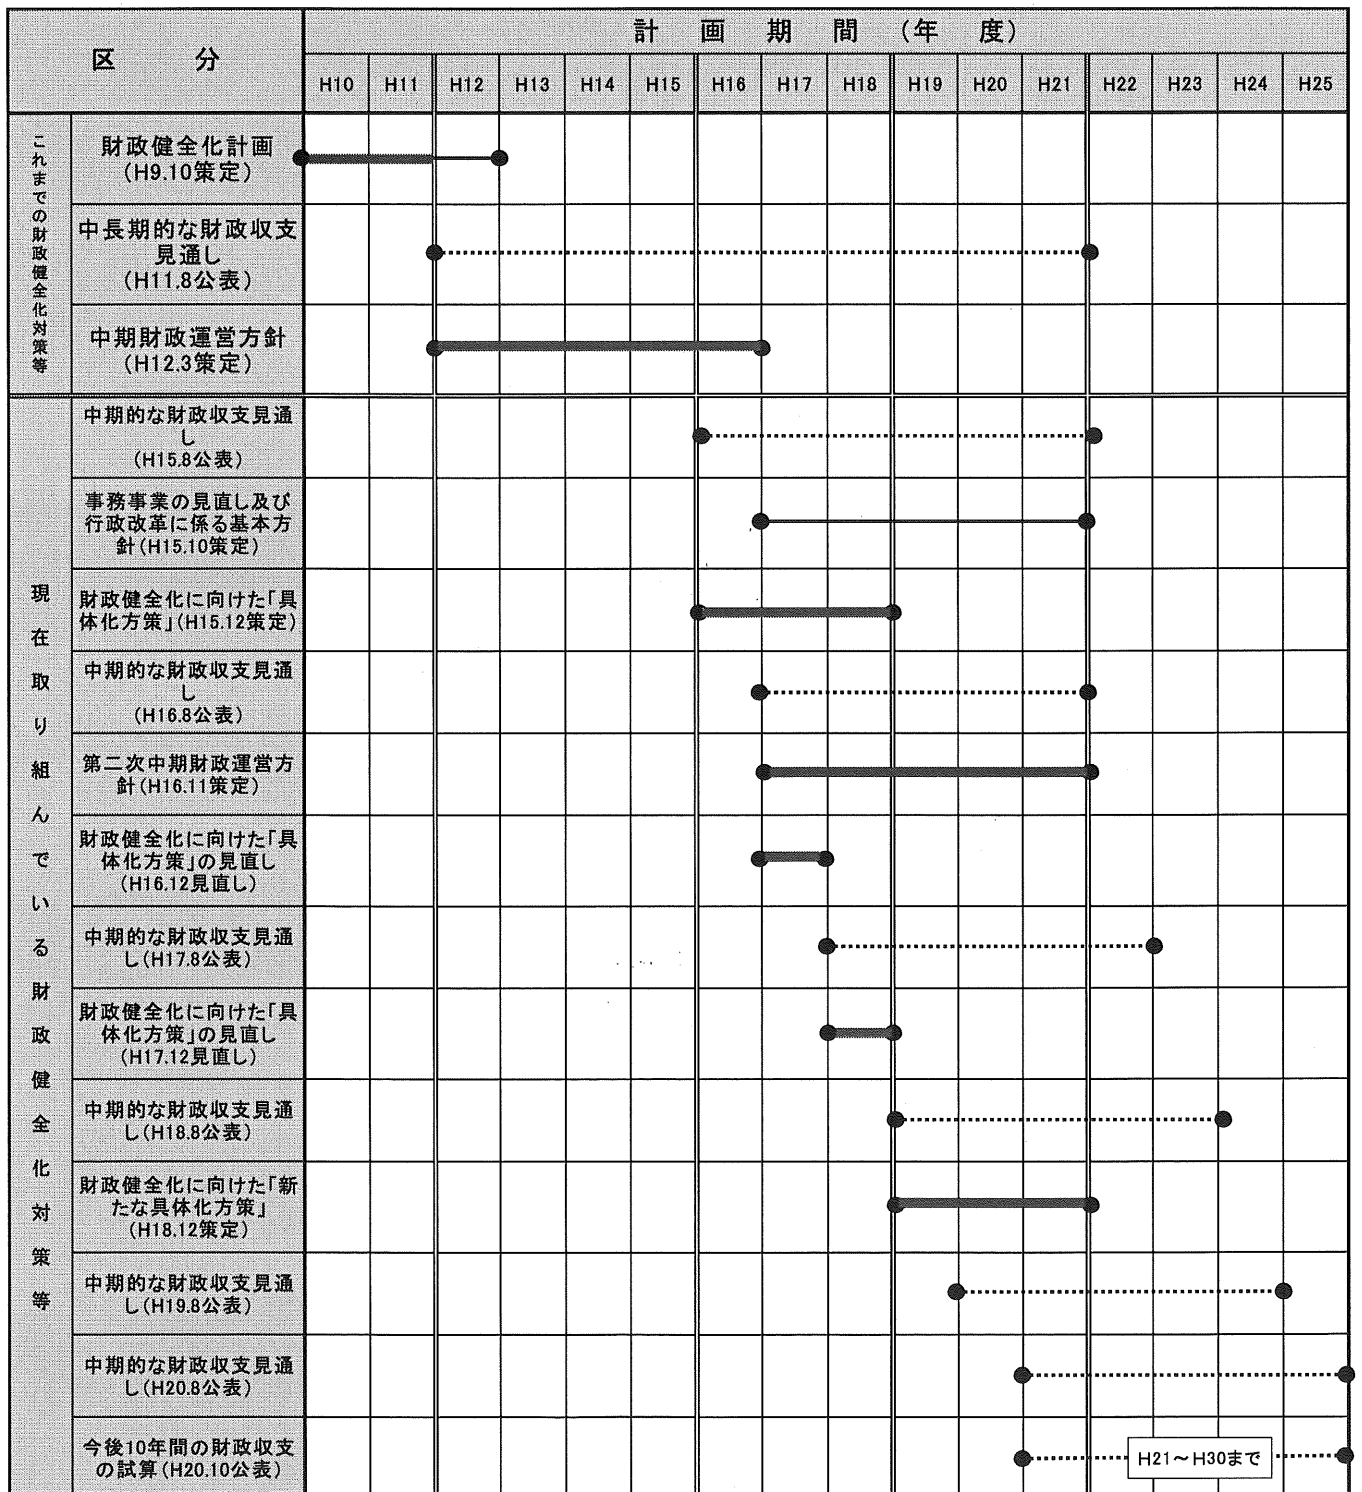 区　分
計　画　期　間　（年　度）
H10 H11 H12 H13 H14 H15 H16 H17 H18 H19 H20 H21 H22 H23 H24 H25
これまでの財政健全化対策等
財政健全化計画
（H9.10策定）
中長期的な財政収支
見通し
（H11.8公表）
中期財政運営方針
（H12.3策定）
現在取り組んでいる財政健全化対策等
中期的な財政収支見通
し
（H15.8公表）
事務事業の見直し及び
行政改革に係る基本方
針（H15.10策定）
財政健全化に向けた「具
体化方策」（H15.12策定）
中期的な財政収支見通
し
（H16.8公表）
第二次中期財政運営方
針（H16.11策定）
財政健全化に向けた「具
体化方策」の見直し
（H16.12見直し）
中期的な財政収支見通
し（H17.8公表）
財政健全化に向けた「具
体化方策」の見直し
（H17.12見直し）
中期的な財政収支見通
し（H18.8公表）
財政健全化に向けた「新
たな具体化方策」
（H18.12策定）
中期的な財政収支見通
し（H19.8公表）
中期的な財政収支見通
し（H20.8公表）
今後10年間の財政収支
の試算（H20.10公表）
H21～H30まで